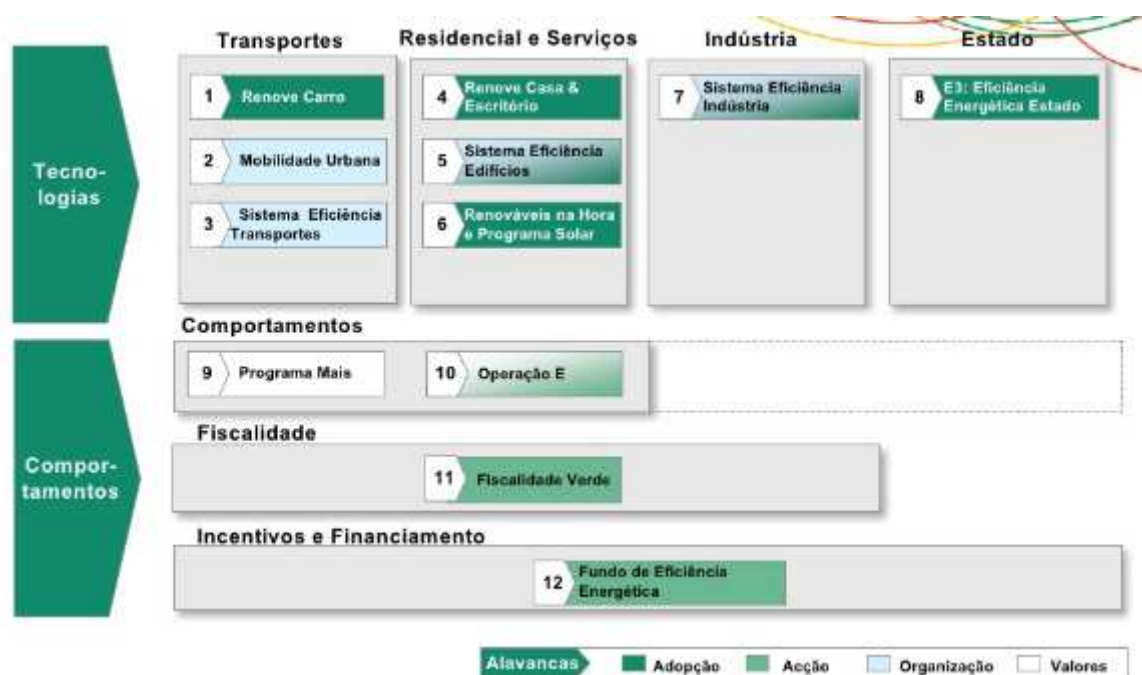 Transportes
Residencial e Serviços
Indústria
Estado
Tecno-
logias
1 Renove Carro
2 Mobilidade Urbana
3 Sistema Eficiência
Transportes
4 Renove Casa &
Escritório
5 Sistema Eficiência
Edifícios
6 Renováveis na Hora
e Programa Solar
7 Sistema Eficiência
Indústria
8 E3: Eficiência
Energética Estado
Compor-
tamentos
Comportamentos
9 Programa Mais
10 Operação E
Fiscalidade
11 Fiscalidade Verde
Incentivos e Financiamento
12 Fundo de Eficiência
Energética
Alavancas Adopção Acção Organização Valores